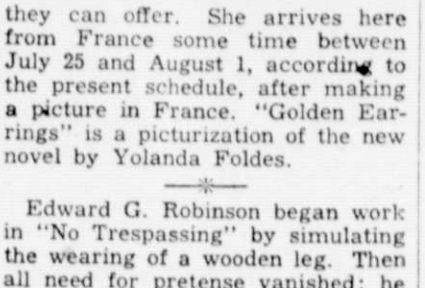 they can offer. She arrives here
from France some time between
July 25 and August 1, according to
the present schedule, after making
a picture in France. "Golden Ear-
rings" is a picturization of the new
novel by Yolanda Foldes.
Edward G. Robinson began work
in "No Trespassing" by simulating
the wearing of a wooden leg. Then
all need for pretense vanished; he